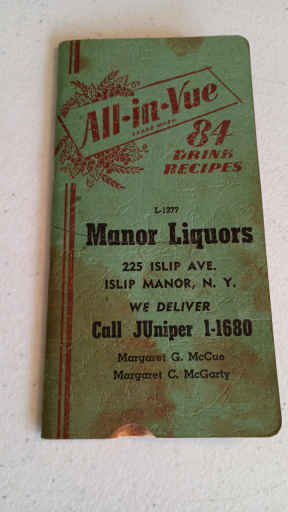 All-in-Vue
TRADE MARK
84
DRINK
RECIPES
L-1277
Manor Liquors
225 ISLIP AVE.
ISLIP MANOR, N. Y.
WE DELIVER
Call JUniper 1-1680
Margaret G. McCue
Margaret C. McGarty